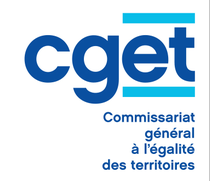 cget
Commissariat
général
à l'égalité
des territoires